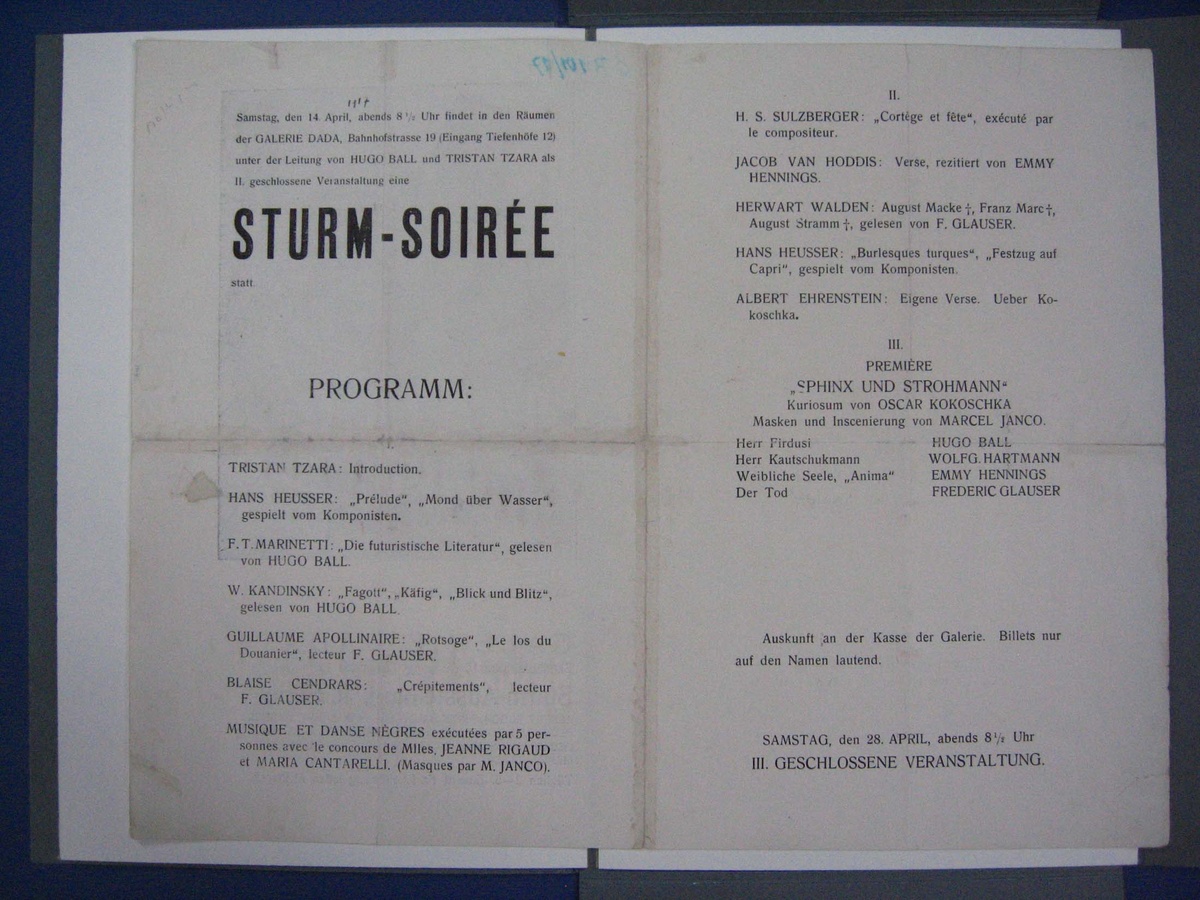 Samstag, den 14. April, abends 8 1/2 Uhr findet in den Räumen
der GALERIE DADA, Bahnhofstrasse 19 (Eingang Tiefenhöfe 12)
unter der Leitung von HUGO BALL und TRISTAN TZARA als
II. geschlossene Veranstaltung eine
STURM-SOIRÉE
statt.
PROGRAMM:
I.
TRISTAN TZARA: Introduction.
HANS HEUSSER: „Prélude“, „Mond über Wasser“,
gespielt vom Komponisten.
F. T. MARINETTI: „Die futuristische Literatur“, gelesen
von HUGO BALL.
W. KANDINSKY: „Fagott“, „Käfig“, „Blick und Blitz“,
gelesen von HUGO BALL.
GUILLAUME APOLLINAIRE: „Rotsoge“, „Le los du
Douanier“, lecteur F. GLAUSER.
BLAISE CENDRARS: „Crépitements“, lecteur
F. GLAUSER.
MUSIQUE ET DANSE NÈGRES exécutées par 5 per-
sonnes avec le concours de Mlles. JEANNE RIGAUD
et MARIA CANTARELLI. (Masques par M. JANCO).
II.
H. S. SULZBERGER: „Cortège et fête“, exécuté par
le compositeur.
JACOB VAN HODDIS: Verse, rezitiert von EMMY
HENNINGS.
HERWART WALDEN: August Macke †, Franz Marc †,
August Stramm †, gelesen von F. GLAUSER.
HANS HEUSSER: „Burlesques turques“, „Festzug auf
Capri“, gespielt vom Komponisten.
ALBERT EHRENSTEIN: Eigene Verse. Ueber Ko-
koschka.
III.
PREMIÈRE
„SPHINX UND STROHMANN“
Kuriosum von OSCAR KOKOSCHKA
Masken und Inscenierung von MARCEL JANCO.
Herr Firdusi HUGO BALL
Herr Kautschukmann WOLFG. HARTMANN
Weibliche Seele, „Anima“ EMMY HENNINGS
Der Tod FREDERIC GLAUSER
Auskunft an der Kasse der Galerie. Billets nur
auf den Namen lautend.
SAMSTAG, den 28. APRIL, abends 8 1/2 Uhr
III. GESCHLOSSENE VERANSTALTUNG.